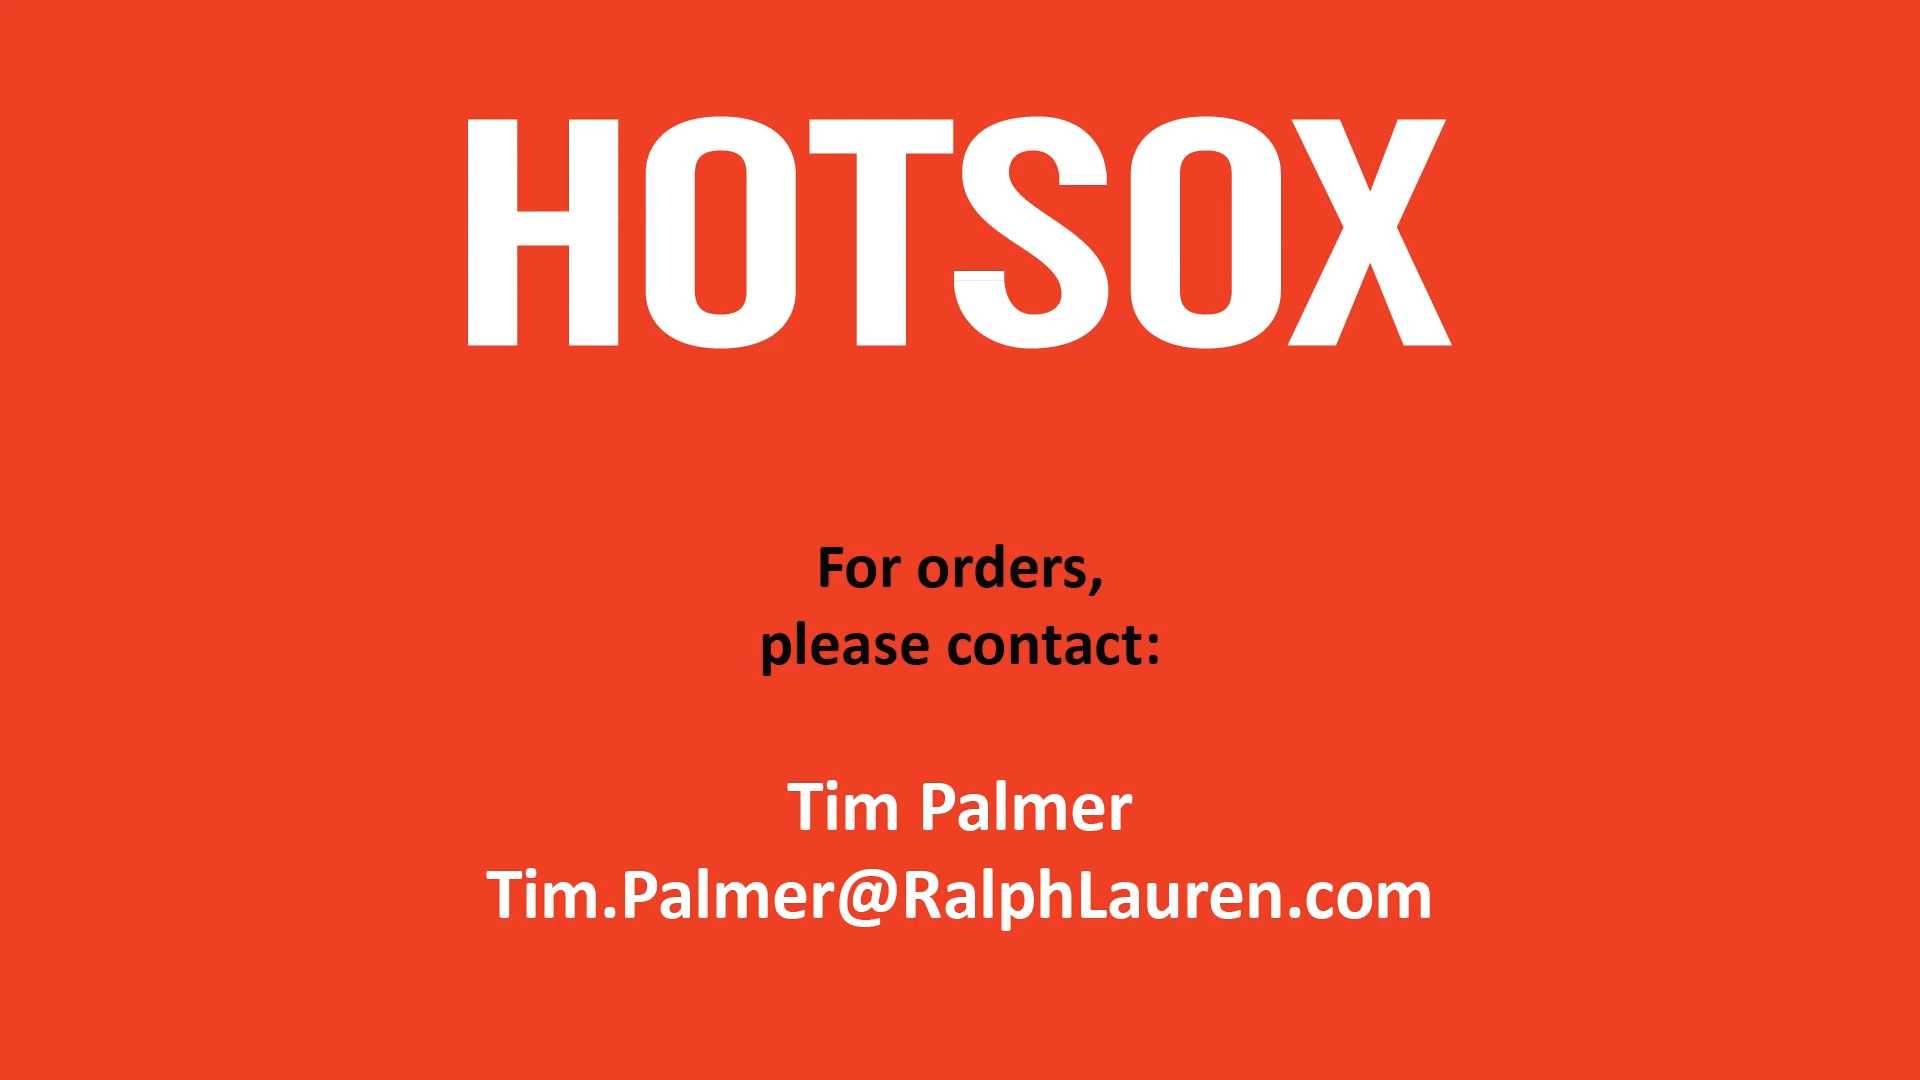 HOTSOX
For orders,
please contact:
Tim Palmer
Tim.Palmer@RalphLauren.com